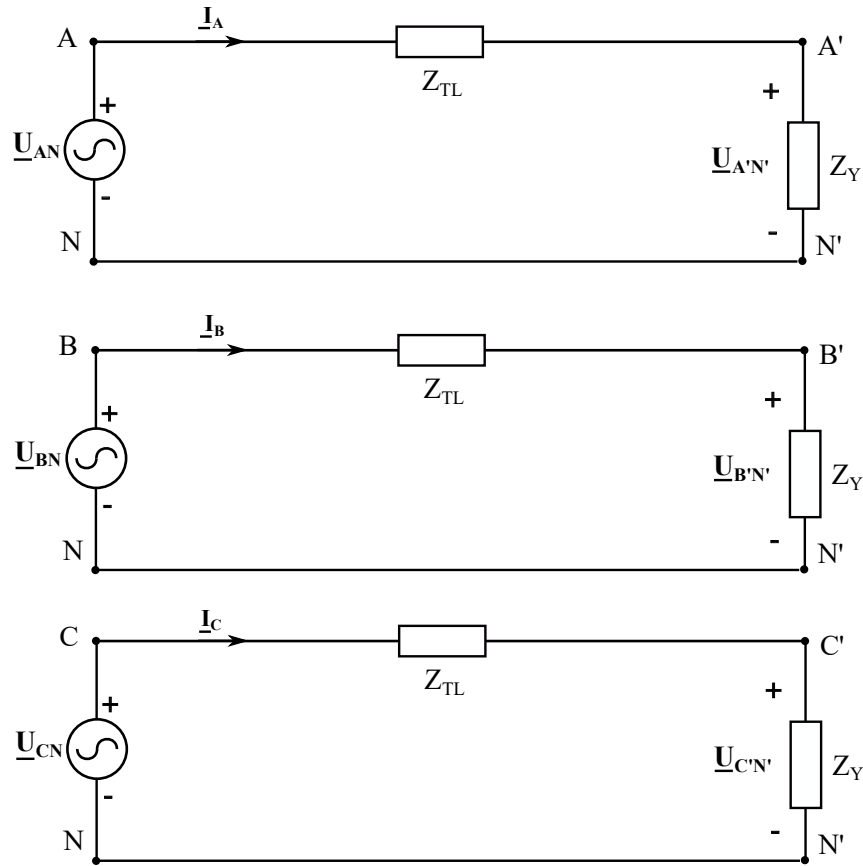 I_A
A
A'
Z_TL
+
+
U_AN
U_A'N'
Z_Y
-
-
N
N'
I_B
B
B'
Z_TL
+
+
U_BN
U_B'N'
Z_Y
-
-
N
N'
I_C
C
C'
Z_TL
+
+
U_CN
U_C'N'
Z_Y
-
-
N
N'